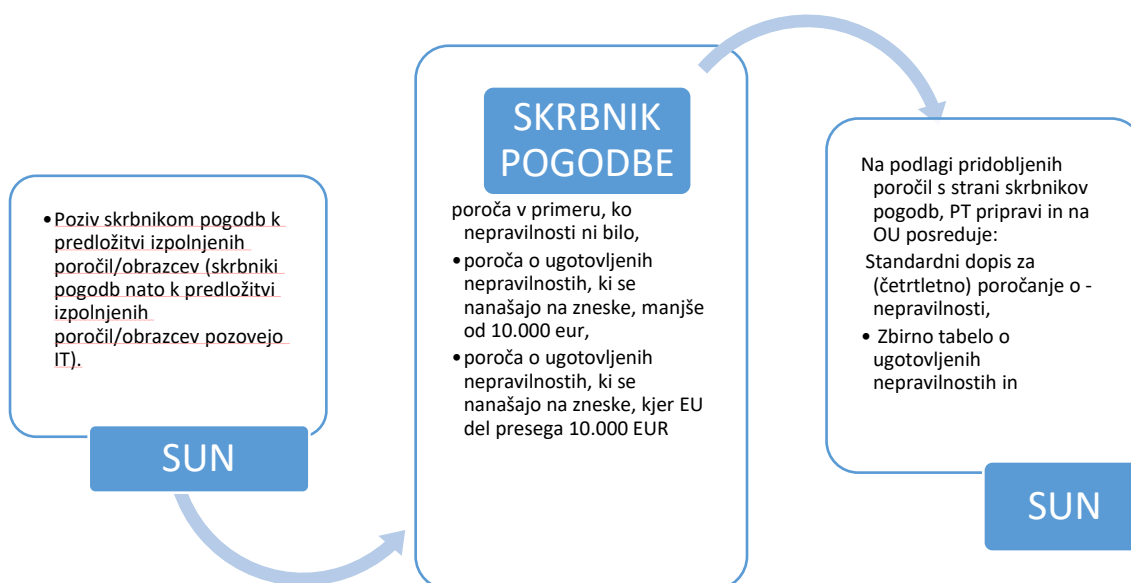 •Poziv skrbnikom pogodb k
predložitvi izpolnjenih
poročil/obrazcev (skrbniki
pogodb nato k predložitvi
izpolnjenih
poročil/obrazcev pozovejo
IT).
SUN
SKRBNIK
POGODBE
poroča v primeru, ko
nepravilnosti ni bilo,
•poroča o ugotovljenih
nepravilnostih, ki se
nanašajo na zneske, manjše
od 10.000 eur,
•poroča o ugotovljenih
nepravilnostih, ki se
nanašajo na zneske, kjer EU
del presega 10.000 EUR
Na podlagi pridobljenih
poročil s strani skrbnikov
pogodb, PT pripravi in na
OU posreduje:
Standardni dopis za
(četrtletno) poročanje o -
nepravilnosti,
• Zbirno tabelo o
ugotovljenih
nepravilnostih in
SUN